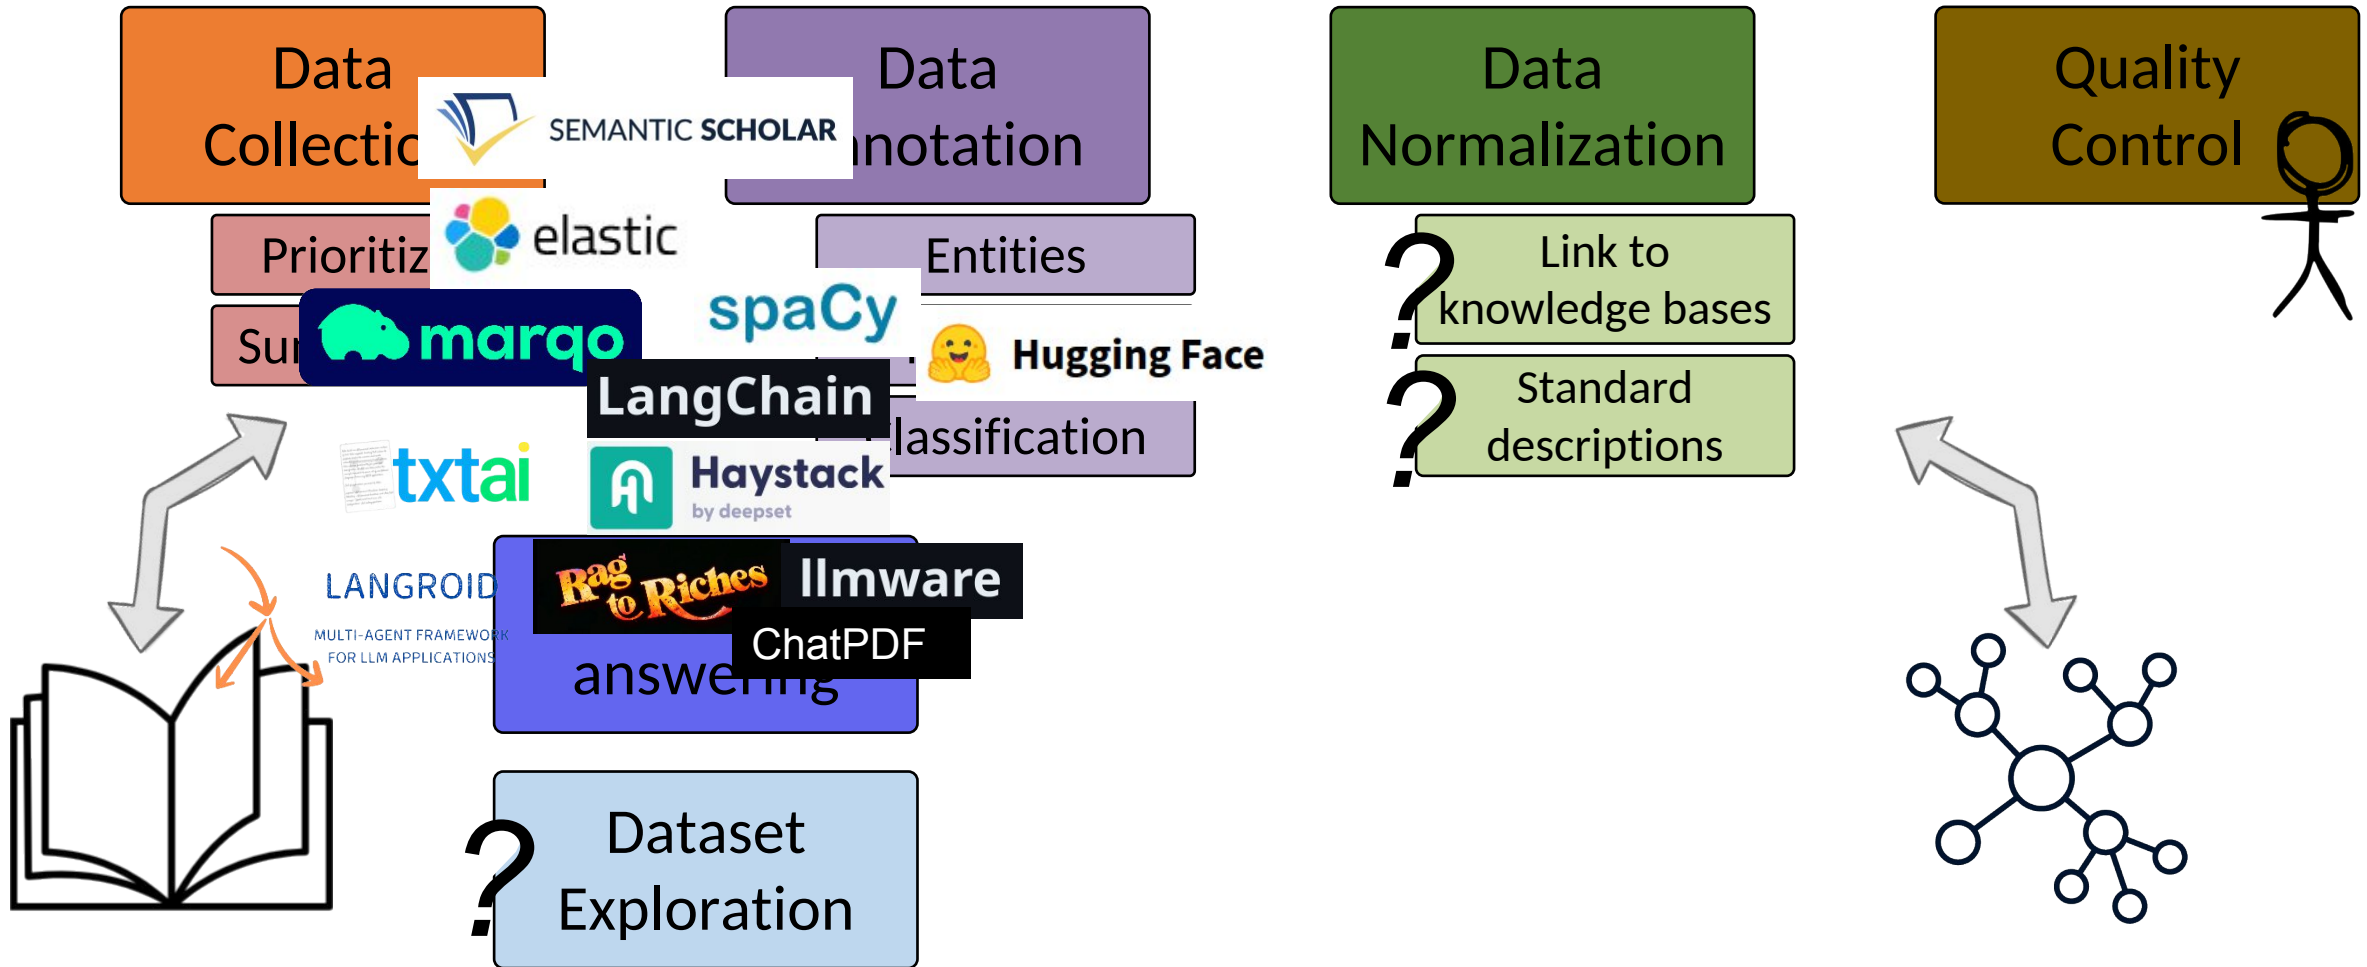 Data
Collectio
SEMANTIC SCHOLAR
Data
nnotation
Data
Normalization
Quality
Control
Prioritiz
elastic
Entities
Link to
knowledge bases
?
Sur
marqo
spaCy
Hugging Face
LangChain
Standard
descriptions
?
lassification
txtai
Haystack
by deepset
LANGROID
MULTI-AGENT FRAMEWORK
FOR LLM APPLICATIONS
Rag
to Riches
llmware
ChatPDF
answering
?
Dataset
Exploration